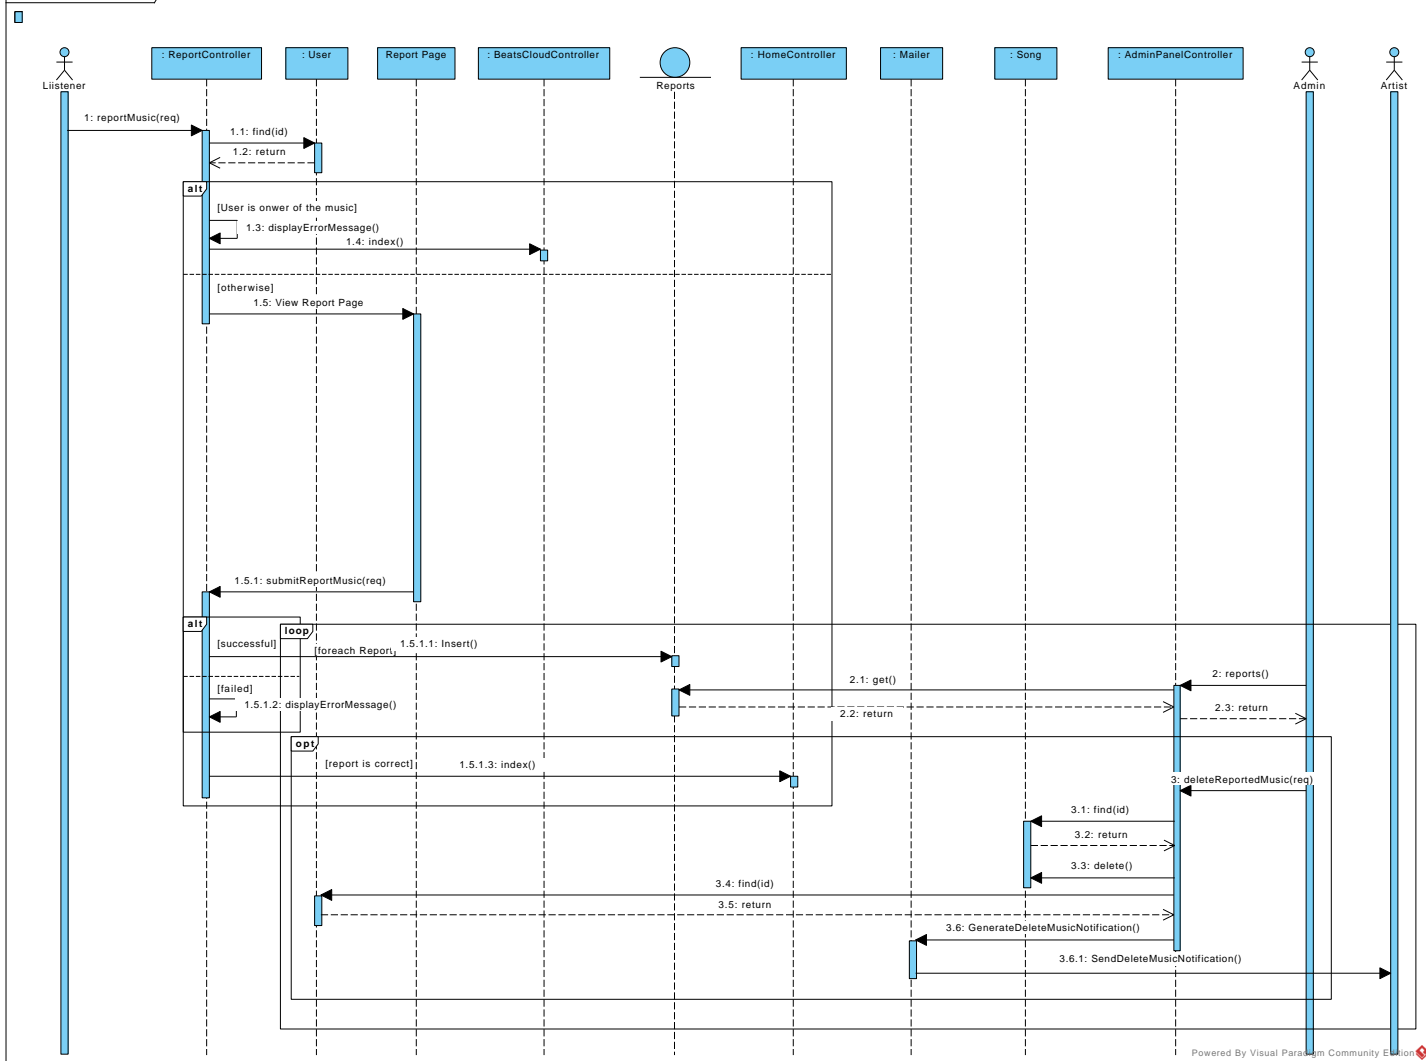 : ReportController
: User
Report Page
: BeatsCloudController
: HomeController
: Mailer
: Song
: AdminPanelController
Liistener
Reports
Admin
Artist
1: reportMusic(req)
1.1: find(id)
1.2: return
alt
[User is onwer of the music]
1.3: displayErrorMessage()
1.4: index()
[otherwise]
1.5: View Report Page
1.5.1: submitReportMusic(req)
alt
loop
[successful]
1.5.1.1: Insert()
[foreach Report
2: reports()
2.1: get()
[failed]
1.5.1.2: displayErrorMessage()
2.2: return
2.3: return
opt
[report is correct]
1.5.1.3: index()
3: deleteReportedMusic(req)
3.1: find(id)
3.2: return
3.3: delete()
3.4: find(id)
3.5: return
3.6: GenerateDeleteMusicNotification()
3.6.1: SendDeleteMusicNotification()
Powered By Visual Paradigm Community Edition